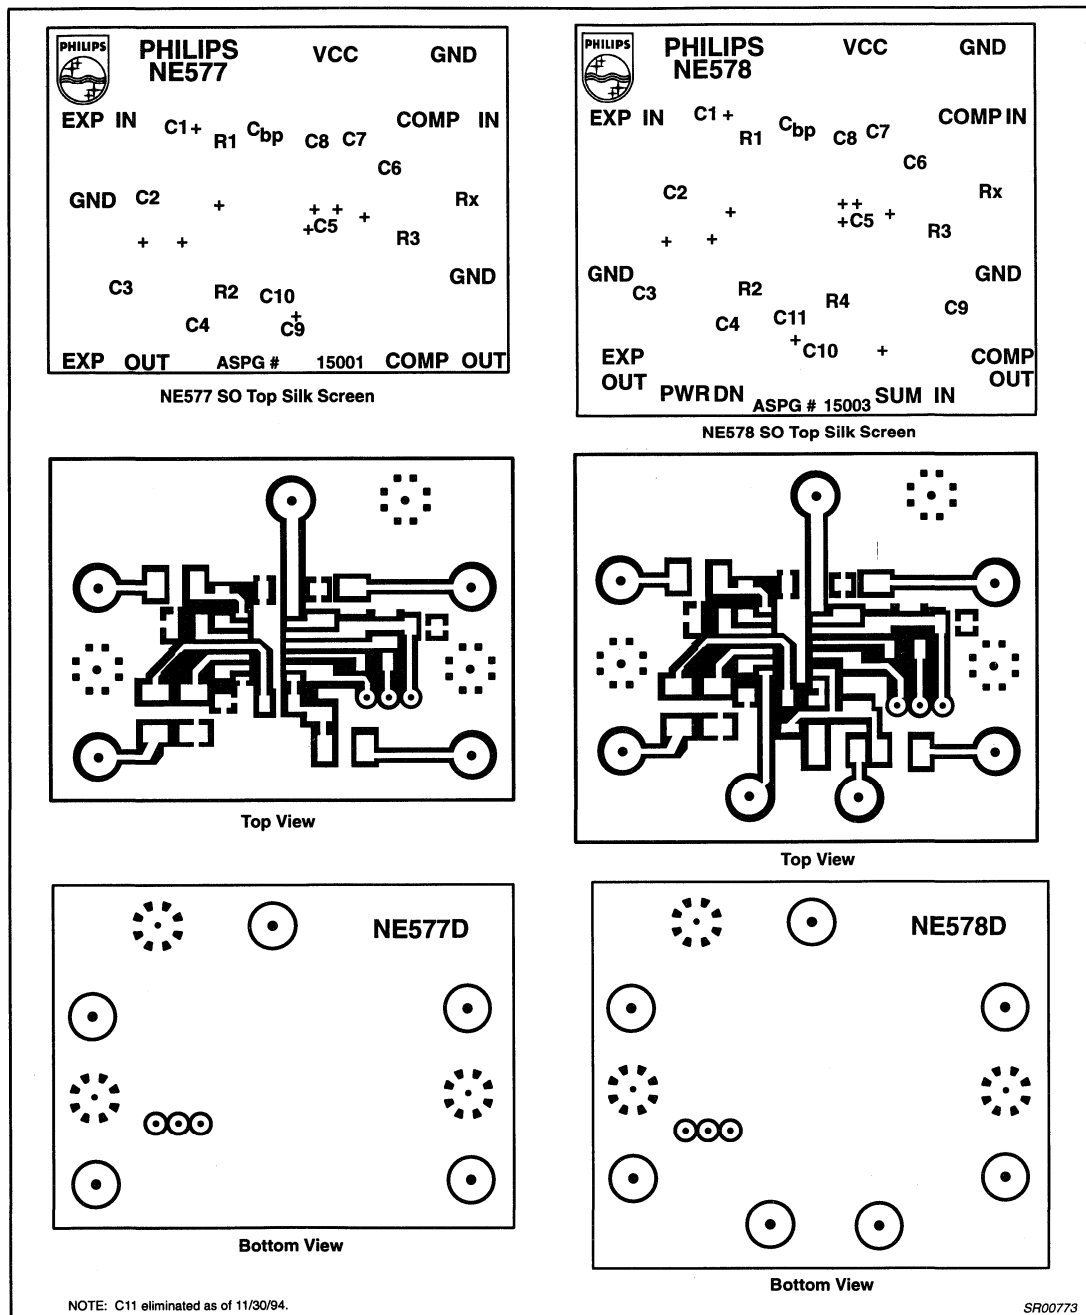 PHILIPS
PHILIPS
NE577
VCC
GND
EXP IN
C1 +
R1
Cbp
C8
C7
COMP IN
C6
GND
C2
+
+ +
+
+C5
Rx
R3
+ +
C3
R2
C10
+
C9
C4
GND
EXP OUT
ASPG # 15001
COMP OUT
NE577 SO Top Silk Screen
PHILIPS
PHILIPS
NE578
VCC
GND
EXP IN
C1 +
R1
Cbp
C8
C7
COMP IN
C6
C2
+
+ +
+C5
+
Rx
R3
+ +
GND
C3
R2
R4
GND
C9
C4
C11
+
C10
+
EXP
OUT
COMP
OUT
PWR DN
ASPG # 15003
SUM IN
NE578 SO Top Silk Screen
Top View
Top View
NE577D
Bottom View
NE578D
Bottom View
NOTE: C11 eliminated as of 11/30/94.
SR00773